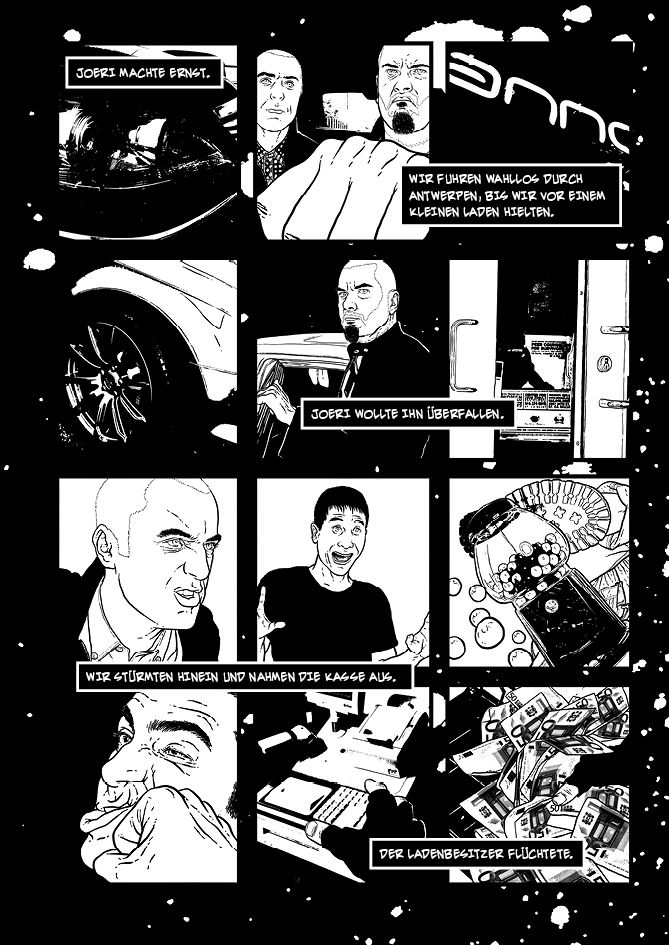 JOERI MACHTE ERNST.
WIR FUHREN WAHLLOS DURCH
ANTWERPEN, BIS WIR VOR EINEM
KLEINEN LADEN HIELTEN.
JOERI WOLLTE IHN ÜBERFALLEN.
WIR STÜRMTEN HINEIN UND NAHMEN DIE KASSE AUS.
DER LADENBESITZER FLÜCHTETE.